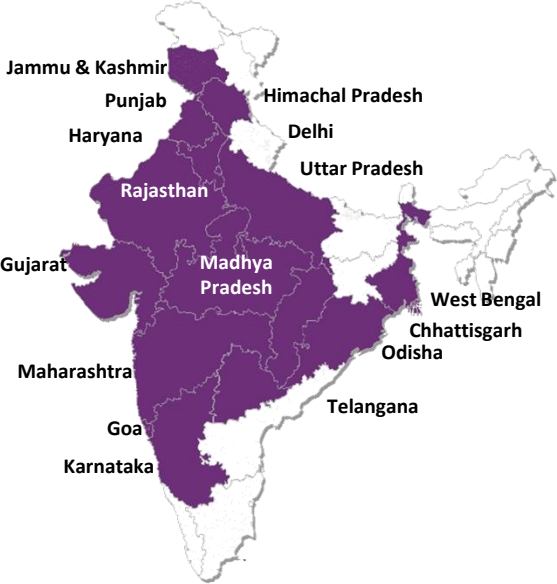 Jammu & Kashmir
Punjab
Himachal Pradesh
Haryana
Delhi
Uttar Pradesh
Rajasthan
Gujarat
Madhya
Pradesh
West Bengal
Chhattisgarh
Odisha
Maharashtra
Telangana
Goa
Karnataka